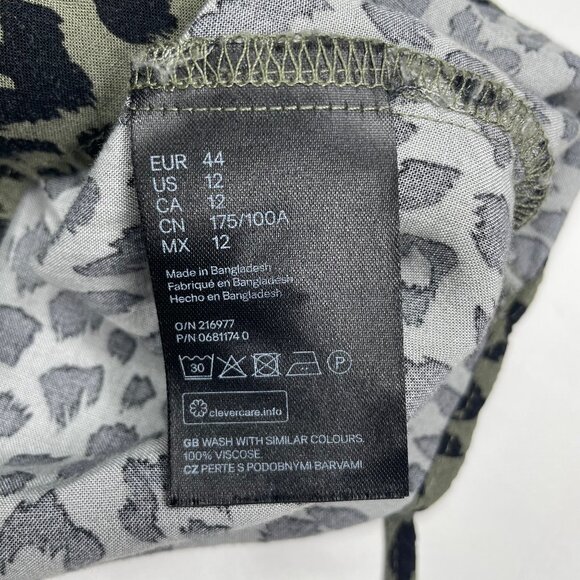 EUR 44
US 12
CA 12
CN 175/100A
MX 12
Made in Bangladesh
Fabriqué en Bangladesh
Hecho en Bangladesh
O/N 216977
P/N 0681174 0
30 P
clevercare.info
GB WASH WITH SIMILAR COLOURS.
100% VISCOSE.
CZ PERTE S PODOBNYMI BARVAMI